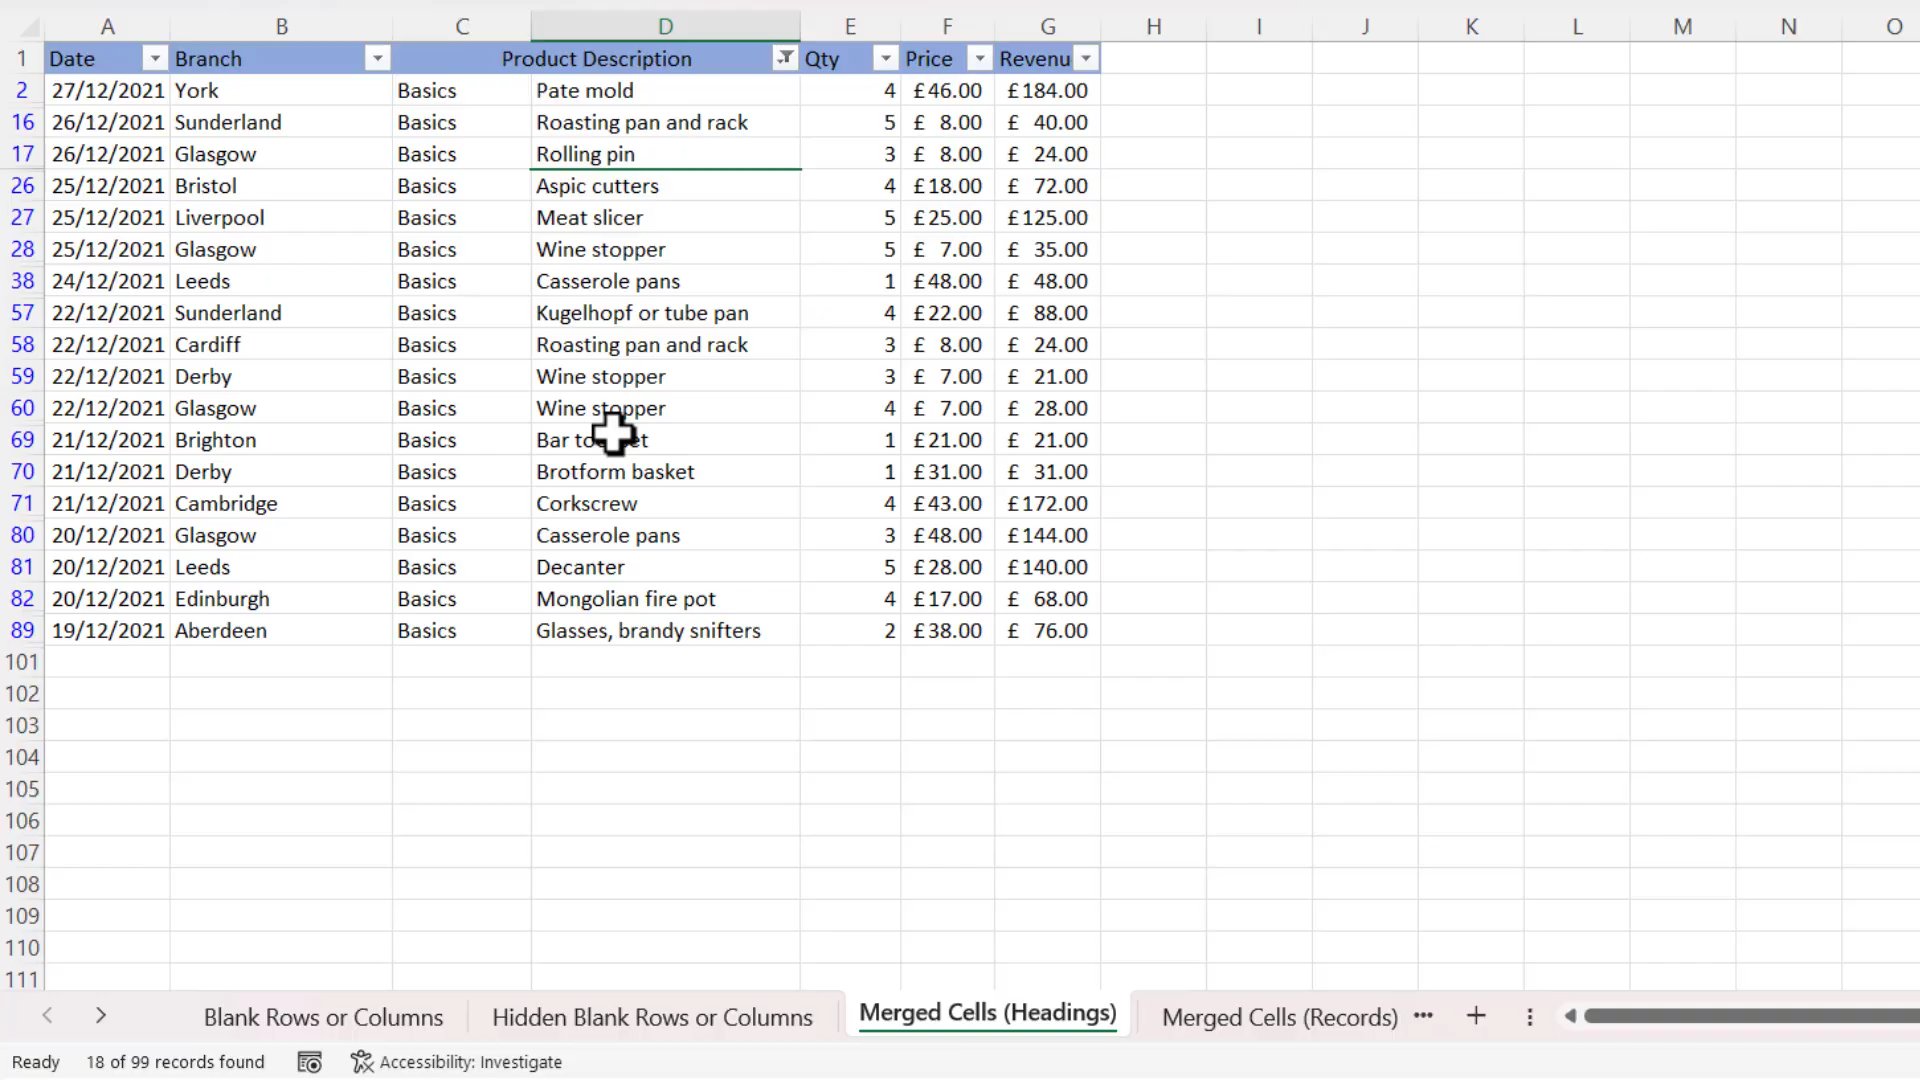 A B C D E F G H I J K L M N O
1 Date Branch Product Description Qty Price Revenu
2 27/12/2021 York Basics Pate mold 4 £46.00 £184.00
16 26/12/2021 Sunderland Basics Roasting pan and rack 5 £ 8.00 £ 40.00
17 26/12/2021 Glasgow Basics Rolling pin 3 £ 8.00 £ 24.00
26 25/12/2021 Bristol Basics Aspic cutters 4 £18.00 £ 72.00
27 25/12/2021 Liverpool Basics Meat slicer 5 £25.00 £125.00
28 25/12/2021 Glasgow Basics Wine stopper 5 £ 7.00 £ 35.00
38 24/12/2021 Leeds Basics Casserole pans 1 £48.00 £ 48.00
57 22/12/2021 Sunderland Basics Kugelhopf or tube pan 4 £22.00 £ 88.00
58 22/12/2021 Cardiff Basics Roasting pan and rack 3 £ 8.00 £ 24.00
59 22/12/2021 Derby Basics Wine stopper 3 £ 7.00 £ 21.00
60 22/12/2021 Glasgow Basics Wine stopper 4 £ 7.00 £ 28.00
69 21/12/2021 Brighton Basics Bar 1 £21.00 £ 21.00
70 21/12/2021 Derby Basics Brotform basket 1 £31.00 £ 31.00
71 21/12/2021 Cambridge Basics Corkscrew 4 £43.00 £172.00
80 20/12/2021 Glasgow Basics Casserole pans 3 £48.00 £144.00
81 20/12/2021 Leeds Basics Decanter 5 £28.00 £140.00
82 20/12/2021 Edinburgh Basics Mongolian fire pot 4 £17.00 £ 68.00
89 19/12/2021 Aberdeen Basics Glasses, brandy snifters 2 £38.00 £ 76.00
101
102
103
104
105
106
107
108
109
110
111
Blank Rows or Columns Hidden Blank Rows or Columns Merged Cells (Headings) Merged Cells (Records)
Ready 18 of 99 records found Accessibility: Investigate